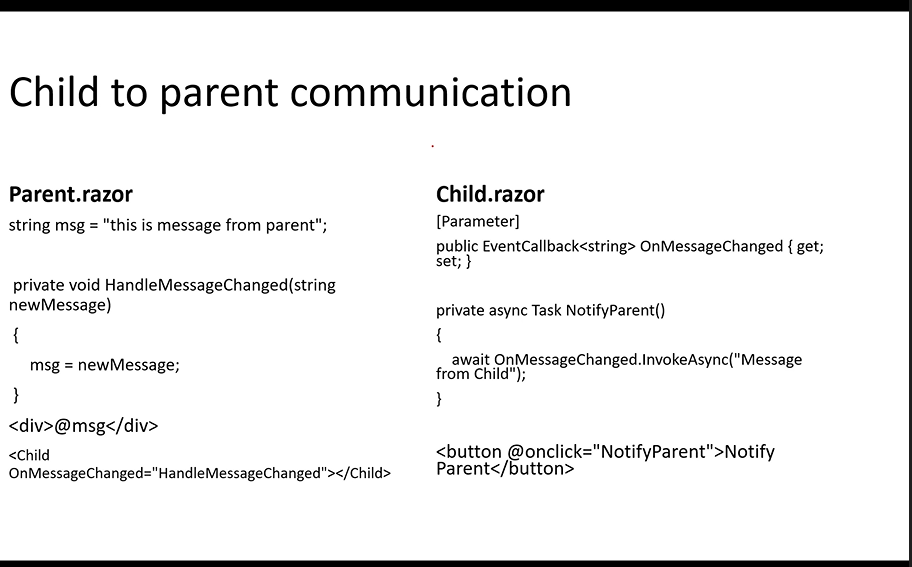 Child to parent communication
Parent.razor
string msg = "this is message from parent";
private void HandleMessageChanged(string
newMessage)
{
msg = newMessage;
}
<div>@msg</div>
<Child
OnMessageChanged="HandleMessageChanged"></Child>
Child.razor
[Parameter]
public EventCallback<string> OnMessageChanged { get;
set; }
private async Task NotifyParent()
{
await OnMessageChanged.InvokeAsync("Message
from Child");
}
<button @onclick="NotifyParent">Notify
Parent</button>